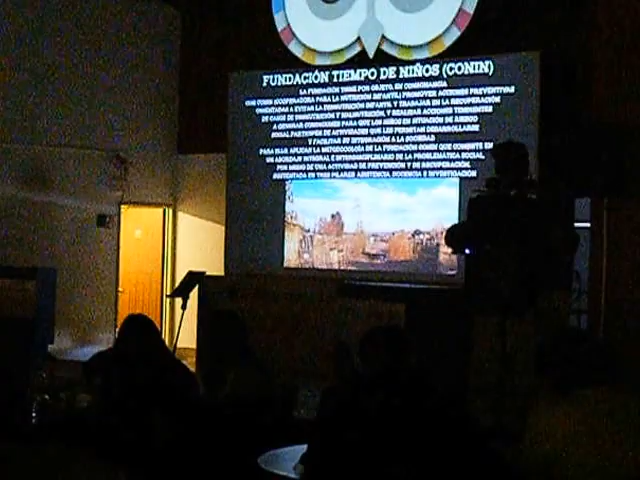 FUNDACIÓN TIEMPO DE NIÑOS (CONIN)
LA FUNDACIÓN TIENE POR OBJETO, EN CONSONANCIA
CON CONIN (COOPERADORA PARA LA NUTRICIÓN INFANTIL) PROMOVER ACCIONES PREVENTIVAS
ORIENTADAS A EVITAR LA DESNUTRICIÓN INFANTIL Y TRABAJAR EN LA RECUPERACIÓN
DE CASOS DE DESNUTRICIÓN Y MALNUTRICIÓN, Y REALIZAR ACCIONES TENDIENTES
A GENERAR CONDICIONES PARA QUE LOS NIÑOS EN SITUACIÓN DE RIESGO
SOCIAL PARTICIPEN DE ACTIVIDADES QUE LES PERMITAN DESARROLLARSE
Y FACILITAR SU INTEGRACIÓN A LA SOCIEDAD
PARA ELLO APLICAN LA METODOLOGÍA DE LA FUNDACIÓN CONIN QUE CONSISTE EN
UN ABORDAJE INTEGRAL E INTERDISCIPLINARIO DE LA PROBLEMÁTICA SOCIAL
POR MEDIO DE UNA ACTIVIDAD DE PREVENCIÓN Y DE RECUPERACIÓN,
SUSTENTADA EN TRES PILARES ASISTENCIA, DOCENCIA E INVESTIGACIÓN